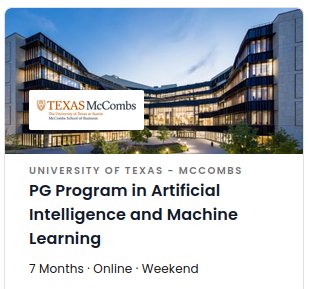 TEXAS McCombs
The University of Texas at Austin
McCombs School of Business
UNIVERSITY OF TEXAS - MCCOMBS
PG Program in Artificial
Intelligence and Machine
Learning
7 Months · Online · Weekend